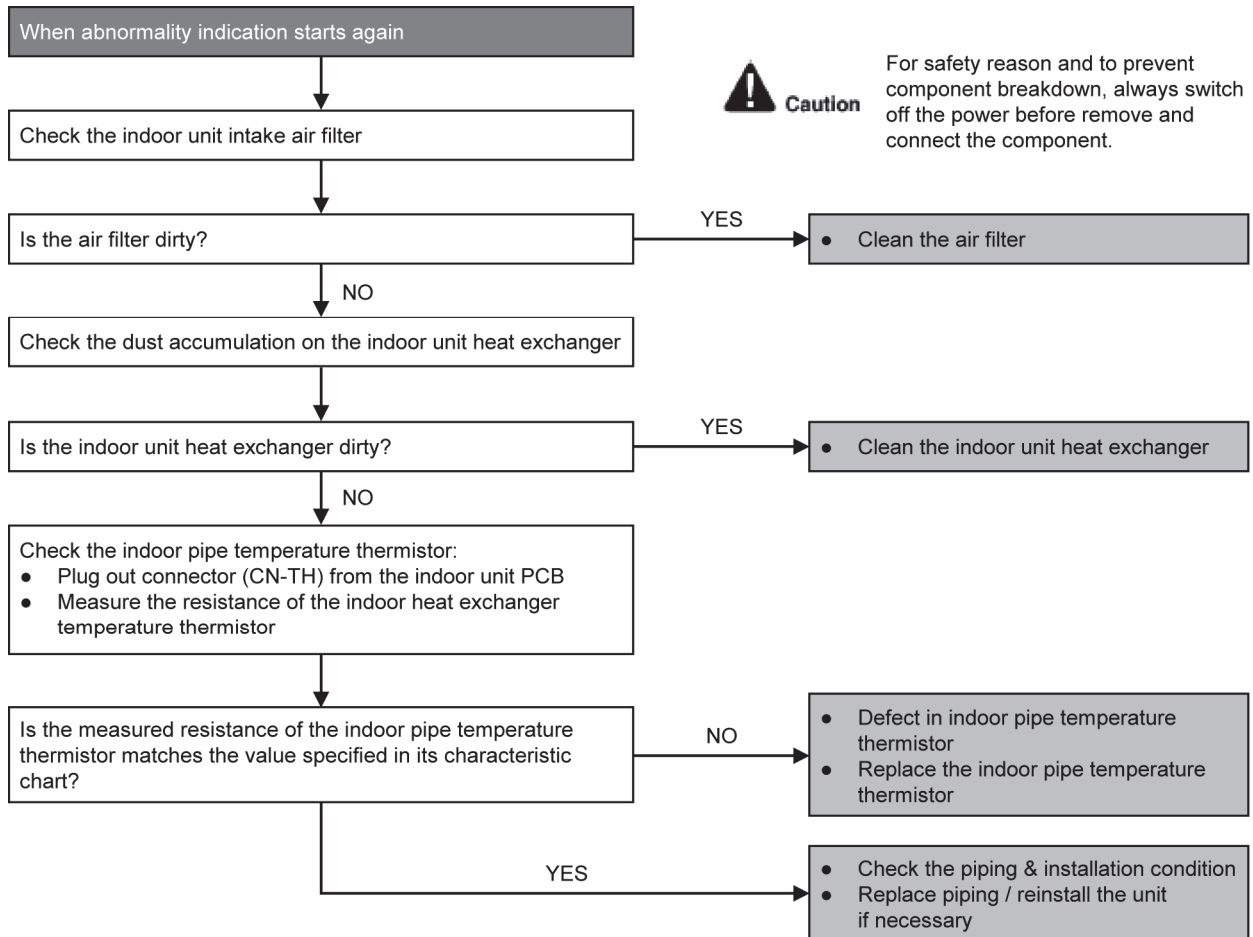 When abnormality indication starts again
Caution
For safety reason and to prevent
component breakdown, always switch
off the power before remove and
connect the component.
Check the indoor unit intake air filter
Is the air filter dirty?
YES
● Clean the air filter
NO
Check the dust accumulation on the indoor unit heat exchanger
Is the indoor unit heat exchanger dirty?
YES
● Clean the indoor unit heat exchanger
NO
Check the indoor pipe temperature thermistor:
● Plug out connector (CN-TH) from the indoor unit PCB
● Measure the resistance of the indoor heat exchanger
temperature thermistor
Is the measured resistance of the indoor pipe temperature
thermistor matches the value specified in its characteristic
chart?
NO
● Defect in indoor pipe temperature
thermistor
● Replace the indoor pipe temperature
thermistor
YES
● Check the piping & installation condition
● Replace piping / reinstall the unit
if necessary